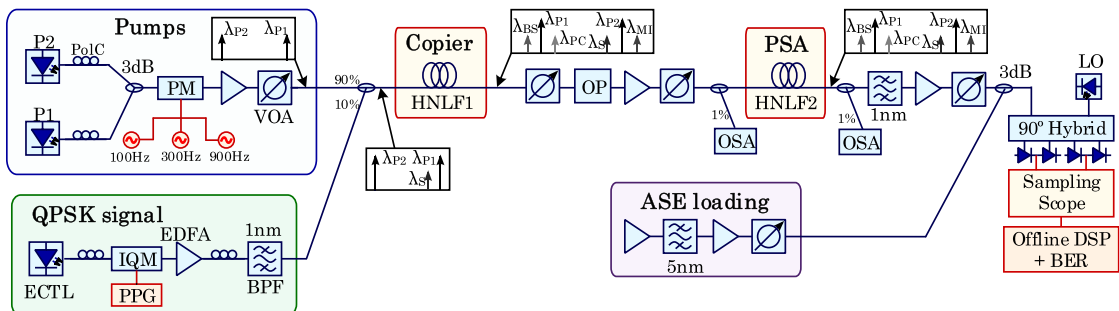 Pumps
P2
PolC
3dB
PM
P1
VOA
100Hz
300Hz
900Hz
λP2
λP1
90%
10%
λP2
λP1
λS
Copier
HNLF1
λBS
λP1
λPC
λS
λP2
λMI
OP
1%
OSA
PSA
HNLF2
λBS
λP1
λPC
λS
λP2
λMI
1%
OSA
1nm
3dB
LO
90º Hybrid
Sampling
Scope
Offline DSP
+ BER
QPSK signal
ECTL
IQM
PPG
EDFA
1nm
BPF
ASE loading
5nm